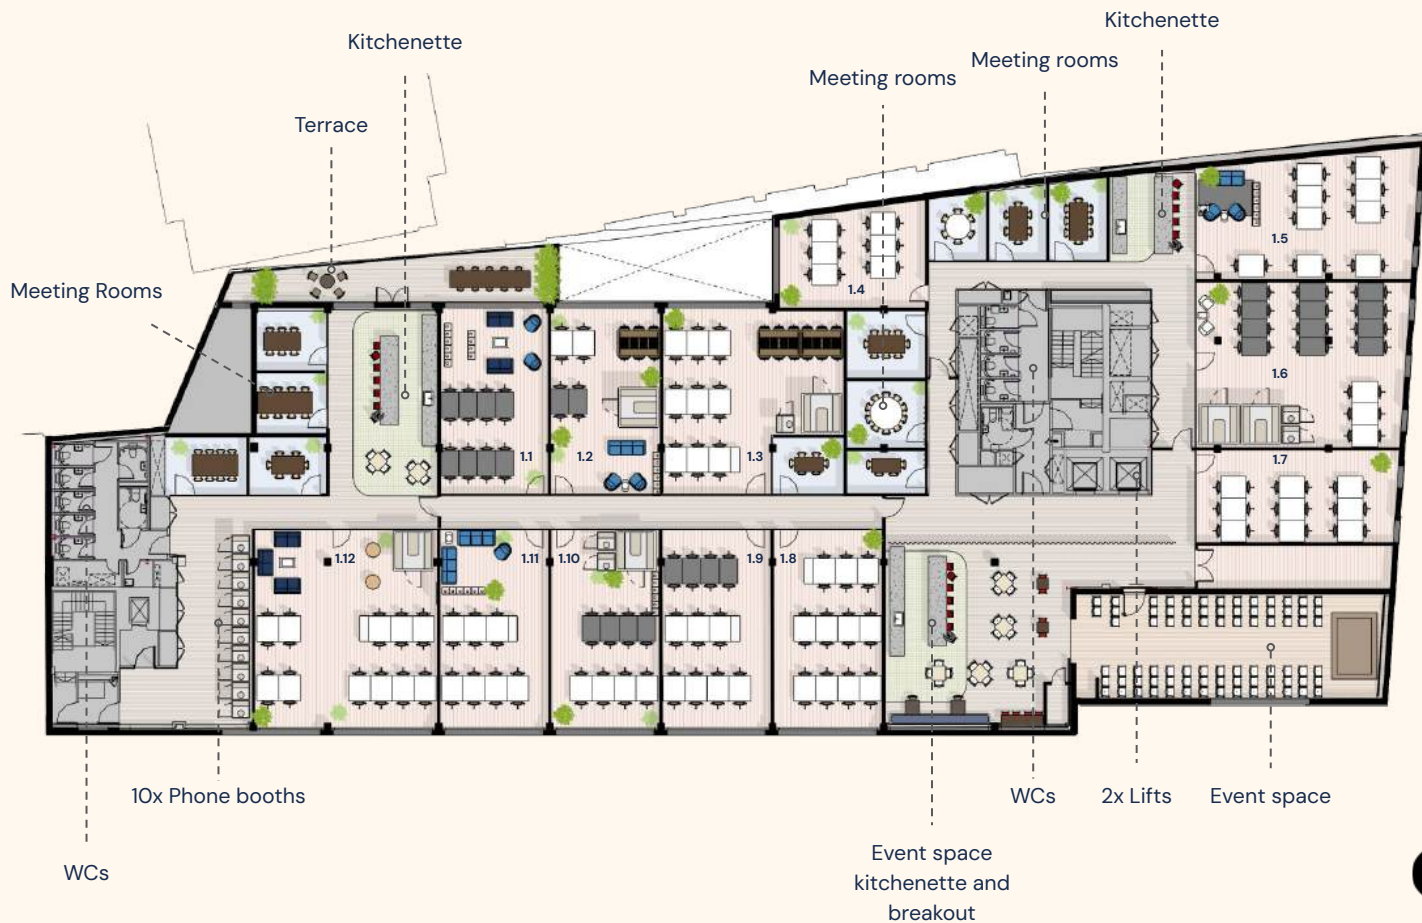 Kitchenette
Kitchenette
Meeting rooms
Meeting rooms
Terrace
Meeting Rooms
1.5
1.4
1.6
1.1
1.2
1.3
1.7
1.12
1.11
1.10
1.9
1.8
10x Phone booths
WCs
2x Lifts
Event space
WCs
Event space
kitchenette and
breakout